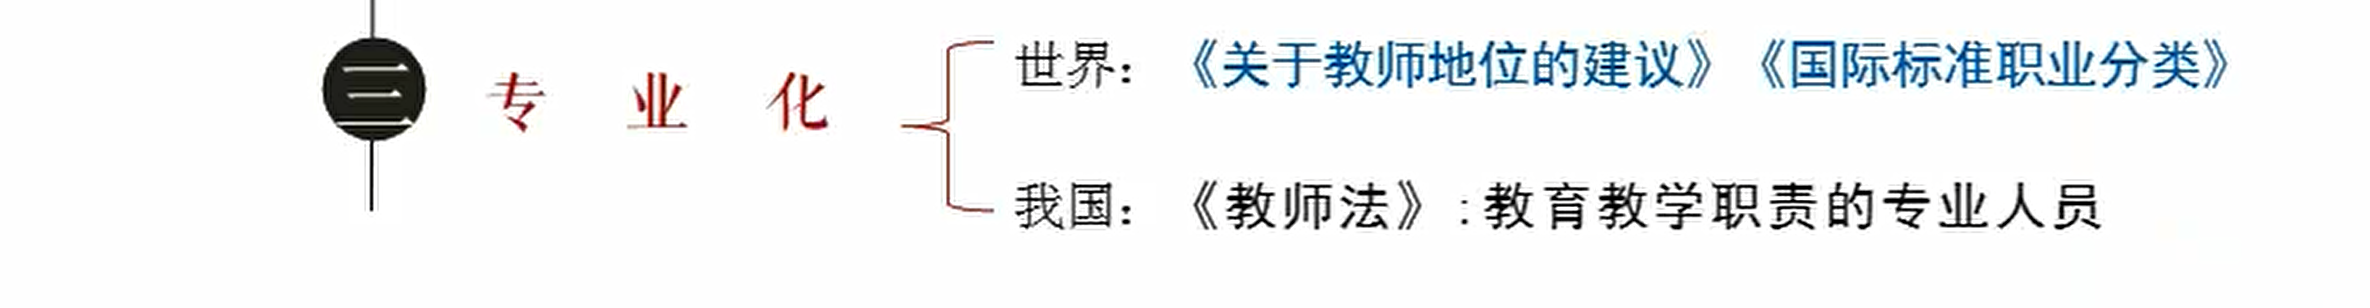 三 专业化
世界：《关于教师地位的建议》《国际标准职业分类》
我国：《教师法》:教育教学职责的专业人员